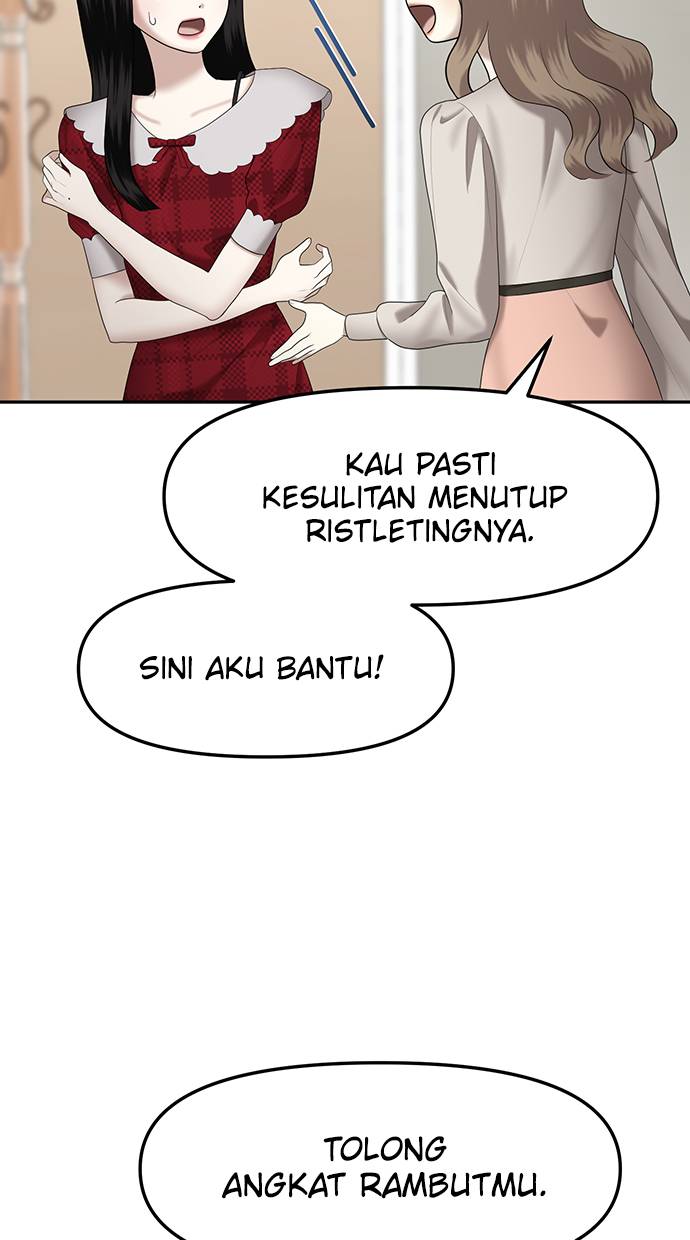 KAU PASTI
KESULITAN MENUTUP
RISTLETINGNYA.
SINI AKU BANTU!
TOLONG
ANGKAT RAMBUTMU.